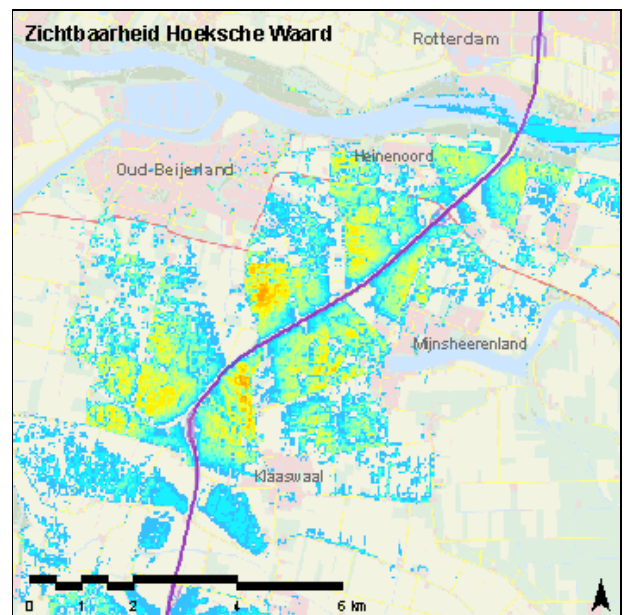 Zichtbaarheid Hoeksche Waard
Rotterdam
Heinenoord
Oud-Beijerland
Mijnsheerenland
Klaaswaal
0 1 2 4 6 km